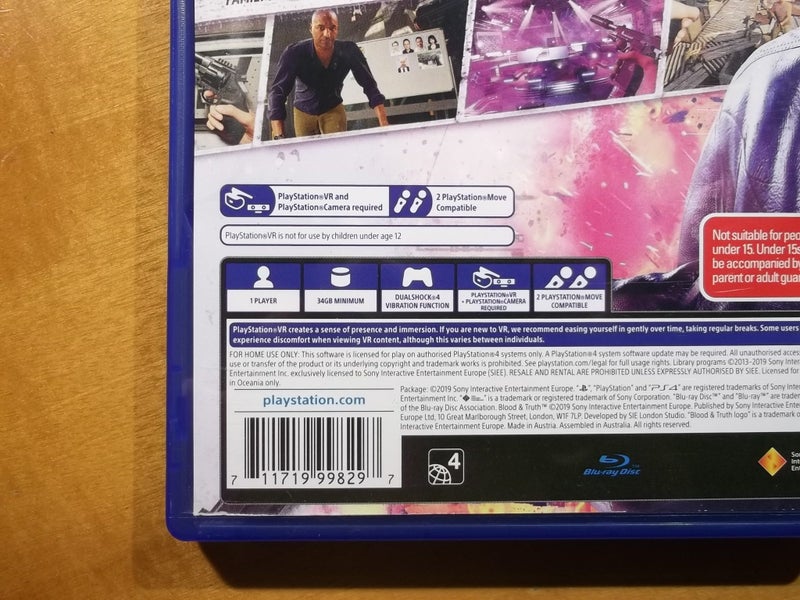 PlayStation®VR and
PlayStation®Camera required
2 PlayStation®Move
Compatible
PlayStation®VR is not for use by children under age 12
Not suitable for peo
under 15. Under 15s
be accompanied by
parent or adult guar
1 PLAYER
34GB MINIMUM
DUALSHOCK®4
VIBRATION FUNCTION
PLAYSTATION®VR
+ PLAYSTATION®CAMERA
REQUIRED
2 PLAYSTATION®MOVE
COMPATIBLE
PlayStation®VR creates a sense of presence and immersion. If you are new to VR, we recommend easing yourself in gently over time, taking regular breaks. Some users
experience discomfort when viewing VR content, although this varies between individuals.
FOR HOME USE ONLY: This software is licensed for play on authorised PlayStation®4 systems only. A PlayStation®4 system software update may be required. All unauthorised access,
use or transfer of the product or its underlying copyright and trademark works is prohibited. See playstation.com/legal for full usage rights. Library programs ©2013-2019 Sony Inter
Entertainment Inc. exclusively licensed to Sony Interactive Entertainment Europe (SIEE). RESALE AND RENTAL ARE PROHIBITED UNLESS EXPRESSLY AUTHORISED BY SIEE. Licensed for
in Oceania only.
Package: ©2019 Sony Interactive Entertainment Europe. " ", "PlayStation" and "PS4" are registered trademarks of Sony Inte
Entertainment Inc. " " is a trademark or registered trademark of Sony Corporation. "Blu-ray Disc™" and "Blu-ray™" are tradem
of the Blu-ray Disc Association. Blood & Truth™ ©2019 Sony Interactive Entertainment Europe. Published by Sony Interactive Ente
Europe Ltd, 10 Great Marlborough Street, London, W1F 7LP. Developed by SIE London Studio. "Blood & Truth logo" is a trademark o
Interactive Entertainment Europe. Made in Austria. Assembled in Australia. All rights reserved.
playstation.com
7 11719 99829 7
4
Blu-ray Disc™
Son
Inte
Ente